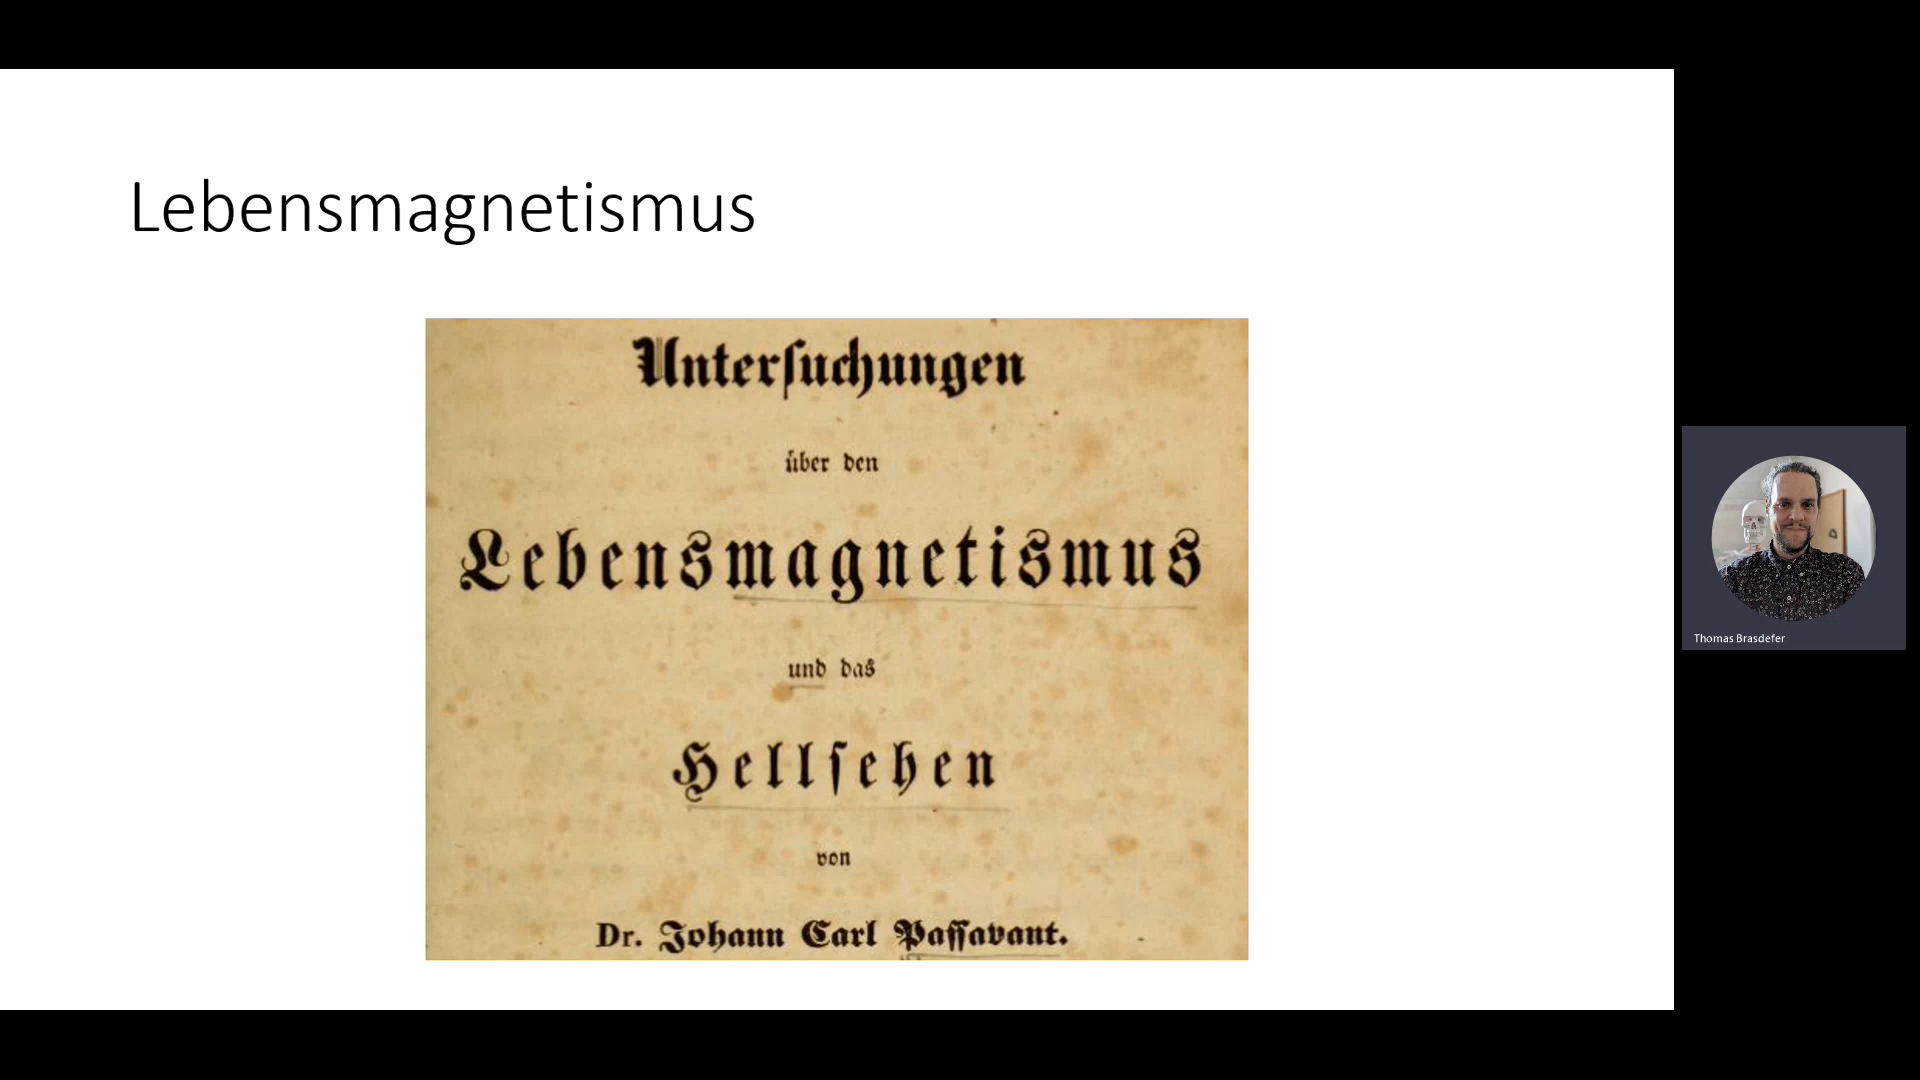 Lebensmagnetismus
Unterſuchungen
über den
Lebensmagnetismus
und das
Hellſehen
von
Dr. Johann Carl Paſſavant.
Thomas Brasdefer